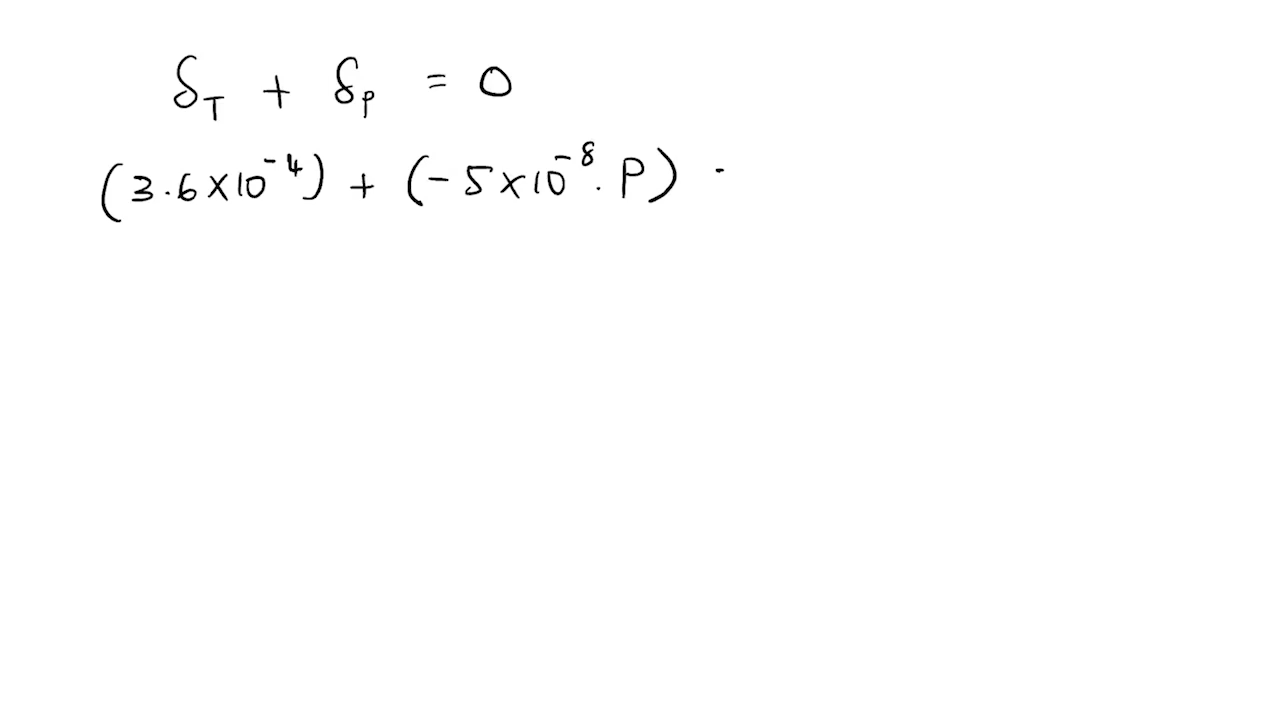 δ_T + δ_P = 0
(3.6×10⁻⁴) + (-5×10⁻⁸. P)